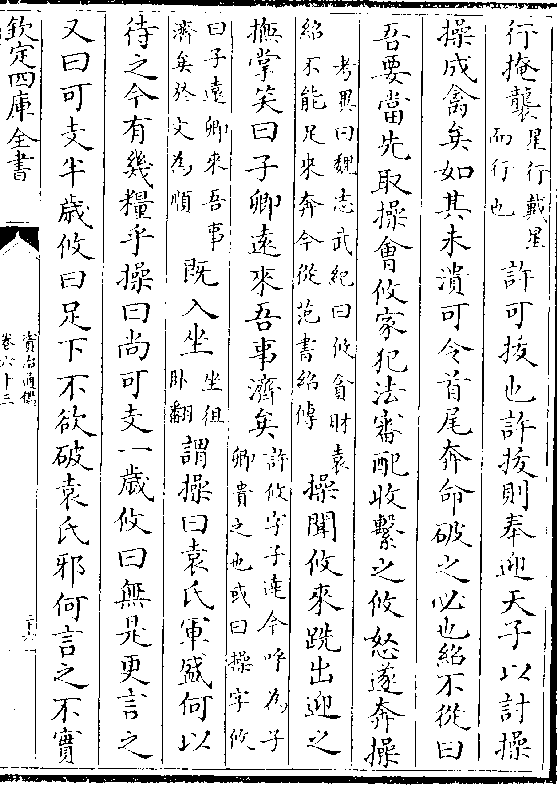 行掩襲星行戴星而行也許可拔也許拔則奉迎天子以計操
操成禽矣如其未潰可令首尾奔命破之必也紹不從曰
吾要當先取操會攸家犯法審配收繫之攸怒遂奔操
考異曰魏志武紀曰攸貪財袁紹不能足來奔今從范書紹傳操聞攸來跣出迎之
撫掌笑曰子卿遠來吾事濟矣許攸字子遠今呼為子卿貴之也或曰操字攸
曰子遠卿來吾事濟矣於文為順既入坐坐徂卧翻謂操曰袁氏軍盛何以
待之今有幾糧乎操曰尚可支一歲攸曰無是更言之
又曰可支半歲攸曰足下不欲破袁氏邪何言之不實
欽定四庫全書
資治通鑑
卷六十三